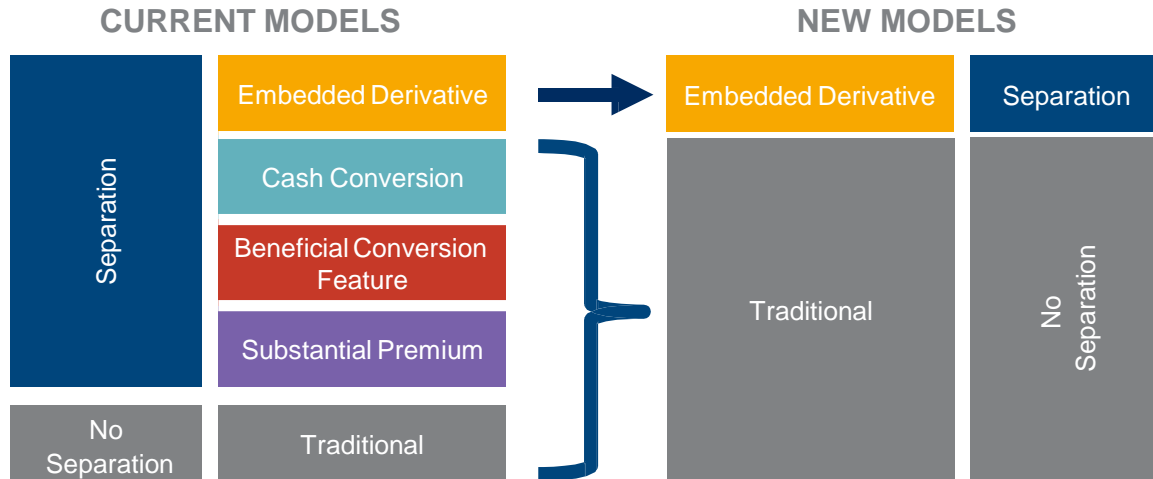 CURRENT MODELS
NEW MODELS
Separation
Embedded Derivative
Cash Conversion
Beneficial Conversion
Feature
Substantial Premium
No
Separation
Traditional
Embedded Derivative
Separation
Traditional
No
Separation